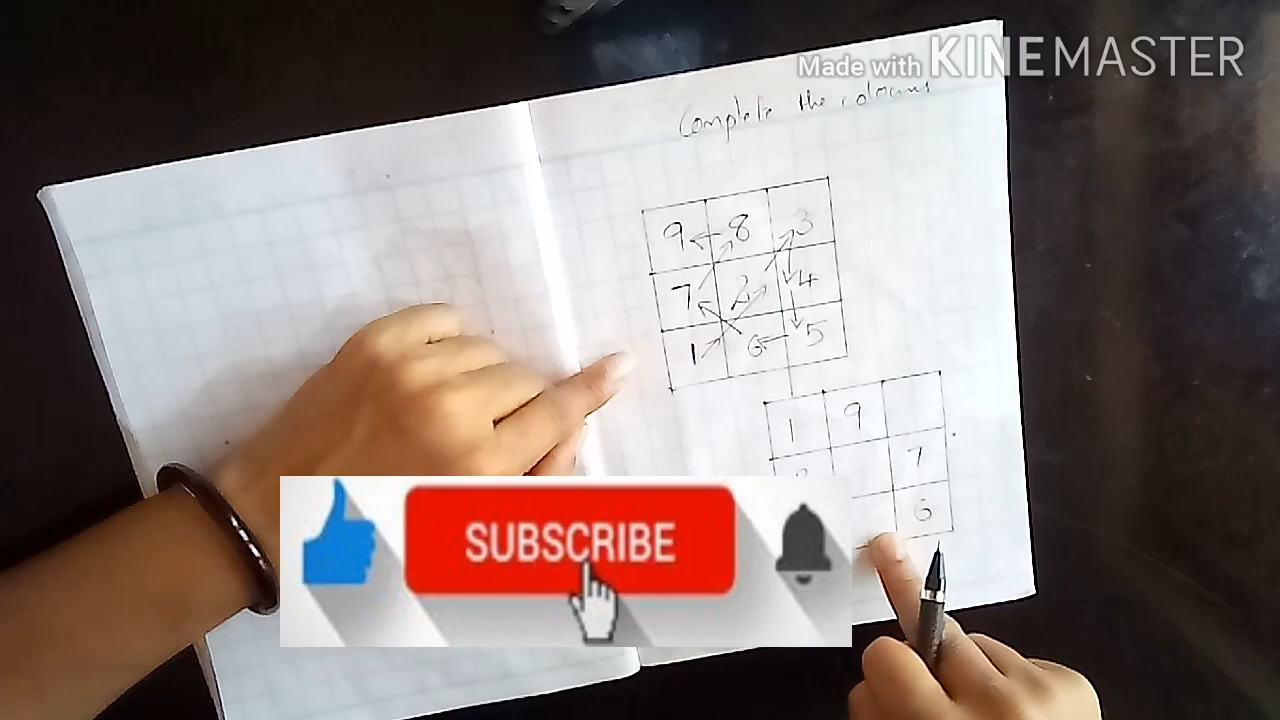 Made with KINEMASTER
Complete the coloums
9 8 3
7 2 4
1 6 5
1 9
7
6
SUBSCRIBE